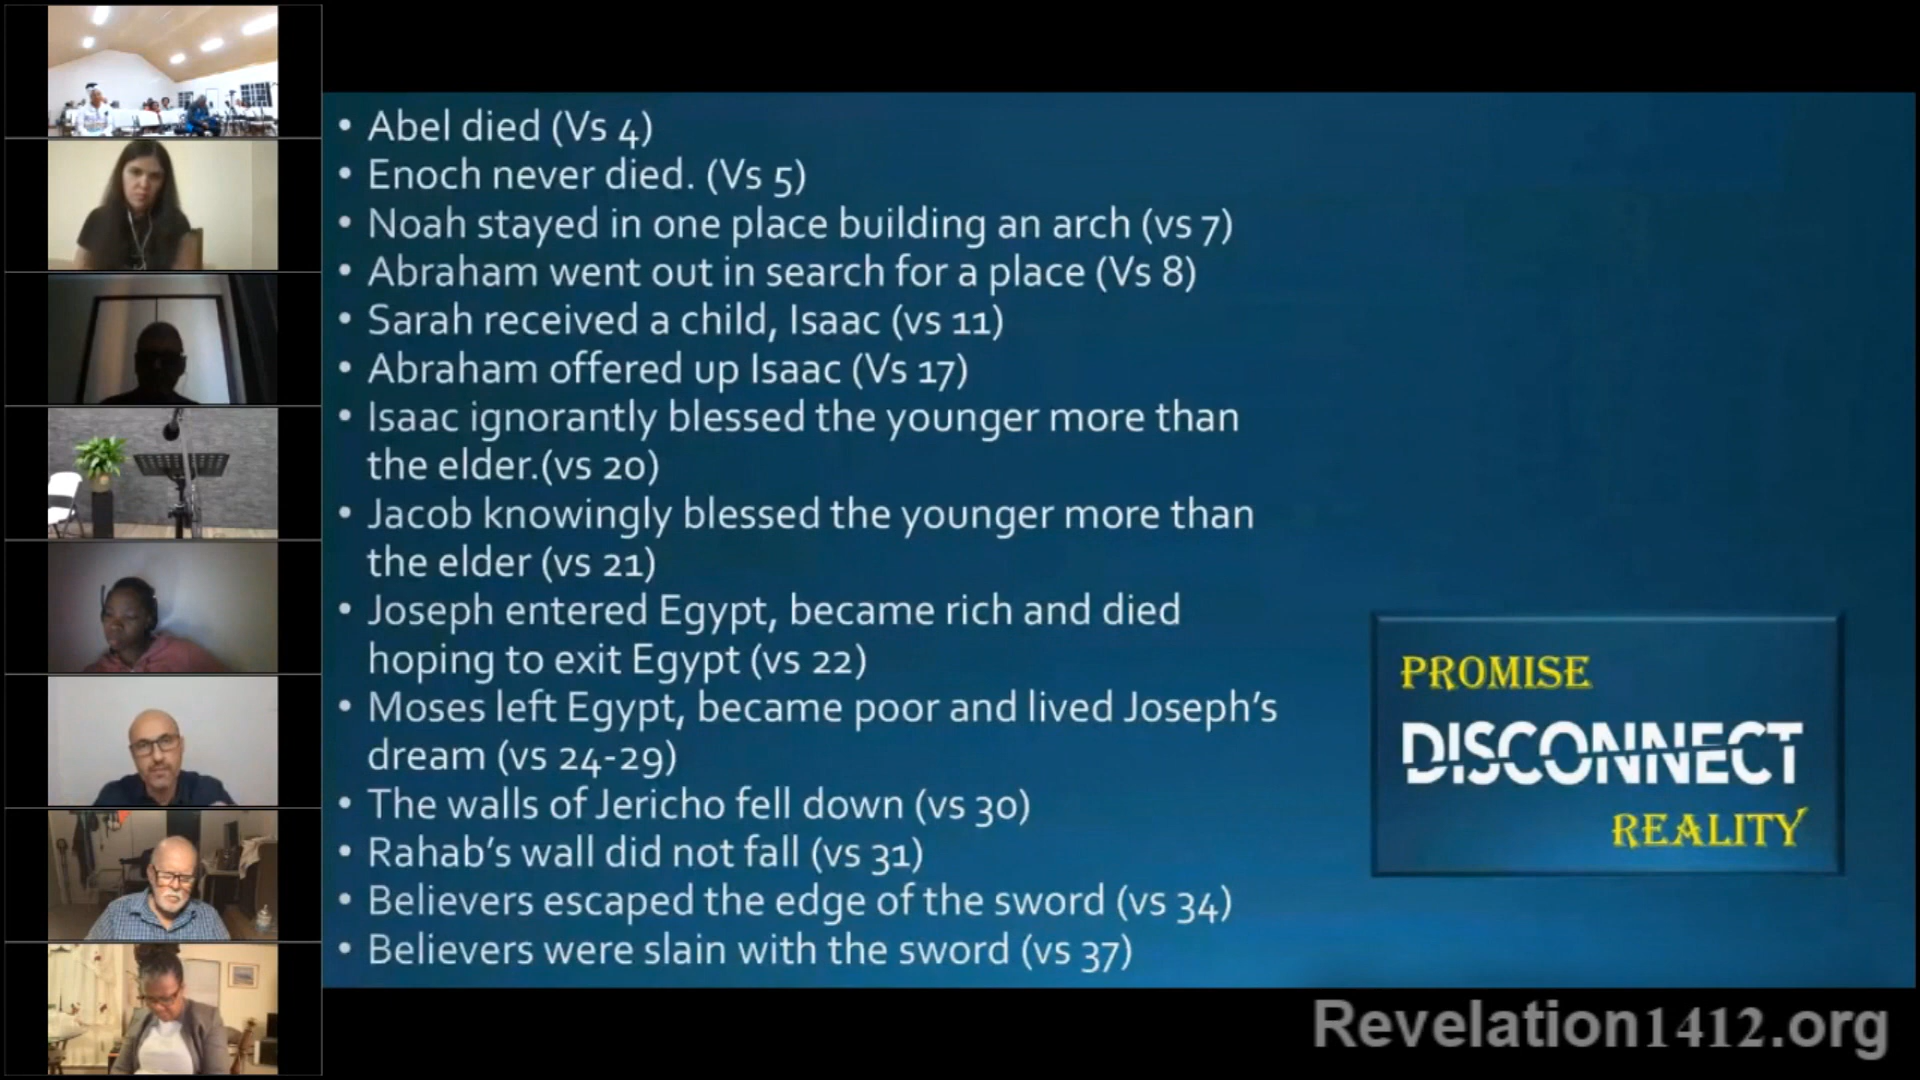 • Abel died (Vs 4)
• Enoch never died. (Vs 5)
• Noah stayed in one place building an arch (vs 7)
• Abraham went out in search for a place (Vs 8)
• Sarah received a child, Isaac (vs 11)
• Abraham offered up Isaac (Vs 17)
• Isaac ignorantly blessed the younger more than
the elder.(vs 20)
• Jacob knowingly blessed the younger more than
the elder (vs 21)
• Joseph entered Egypt, became rich and died
hoping to exit Egypt (vs 22)
• Moses left Egypt, became poor and lived Joseph's
dream (vs 24-29)
• The walls of Jericho fell down (vs 30)
• Rahab's wall did not fall (vs 31)
• Believers escaped the edge of the sword (vs 34)
• Believers were slain with the sword (vs 37)
PROMISE
DISCONNECT
REALITY
Revelation1412.org